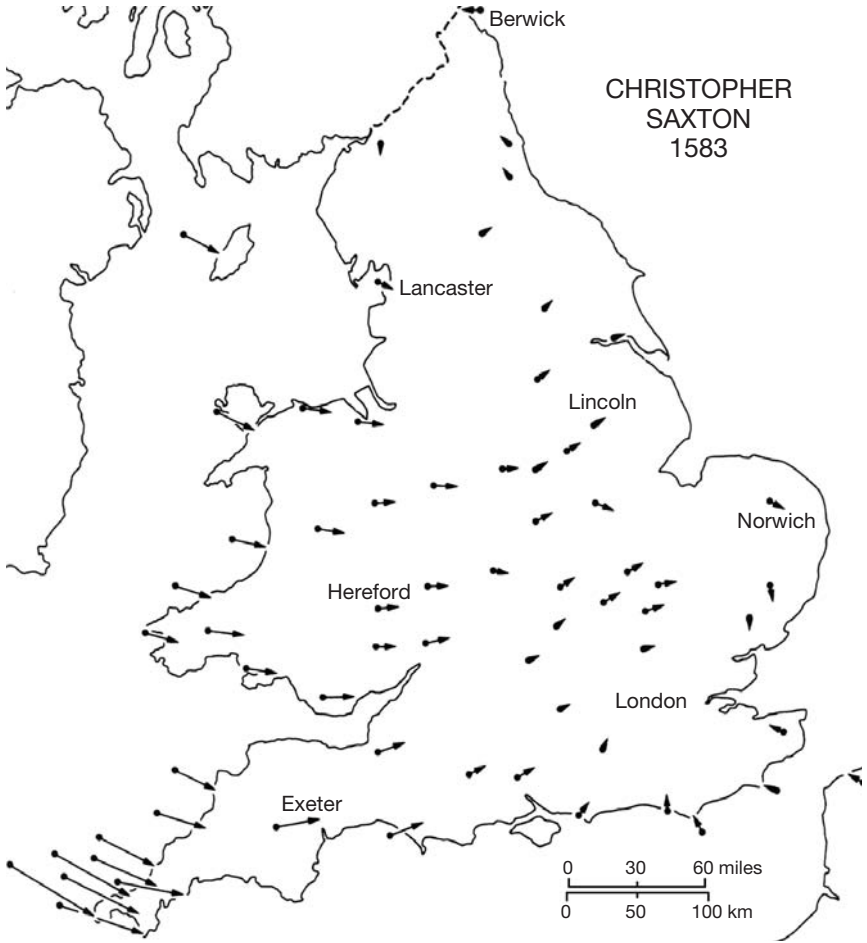 Berwick
CHRISTOPHER
SAXTON
1583
Lancaster
Lincoln
Norwich
Hereford
London
Exeter
0 30 60 miles
0 50 100 km